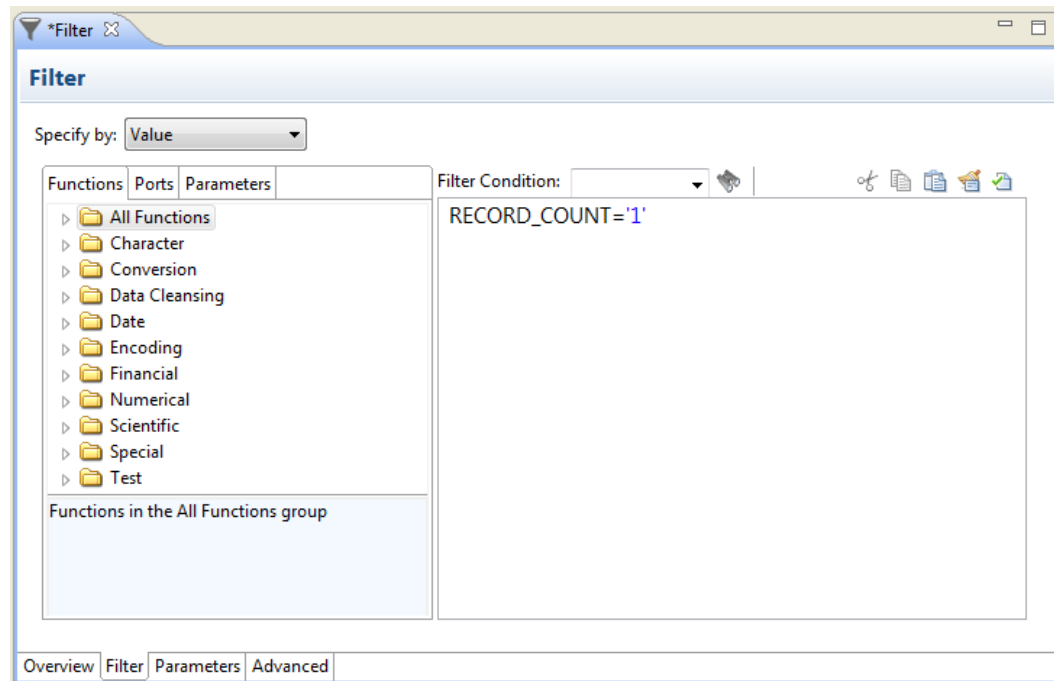 *Filter
Filter
Specify by: Value
Functions Ports Parameters
Filter Condition:
All Functions
Character
Conversion
Data Cleansing
Date
Encoding
Financial
Numerical
Scientific
Special
Test
Functions in the All Functions group
RECORD_COUNT='1'
Overview Filter Parameters Advanced